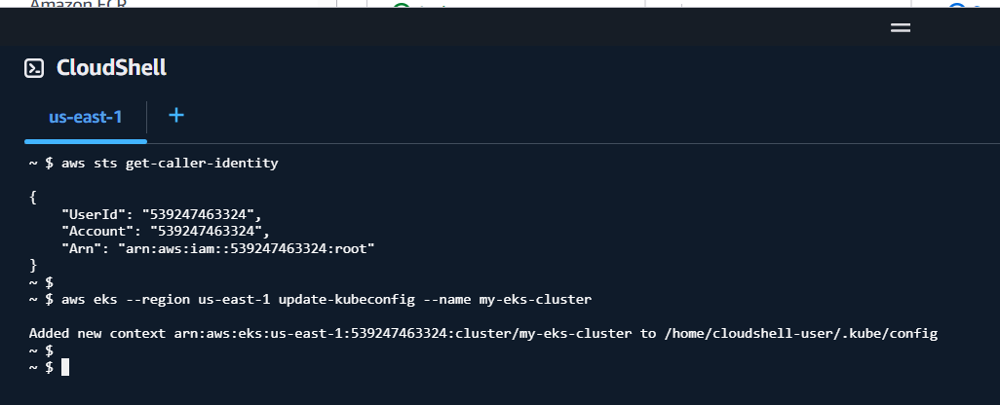 Amazon ECR
CloudShell
us-east-1 +
~ $ aws sts get-caller-identity
{
    "UserId": "539247463324",
    "Account": "539247463324",
    "Arn": "arn:aws:iam::539247463324:root"
}
~ $
~ $ aws eks --region us-east-1 update-kubeconfig --name my-eks-cluster
Added new context arn:aws:eks:us-east-1:539247463324:cluster/my-eks-cluster to /home/cloudshell-user/.kube/config
~ $
~ $